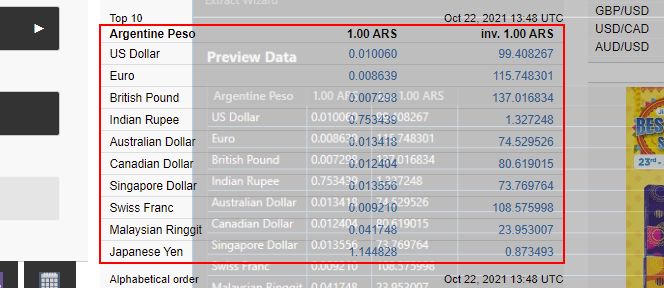 Extract Wizard
Top 10 Oct 22, 2021 13:48 UTC
Argentine Peso 1.00 ARS inv. 1.00 ARS
US Dollar 0.010060 99.408267
Euro 0.008639 115.748301
British Pound 0.007298 137.016834
Indian Rupee 0.753439 1.327248
Australian Dollar 0.013418 74.529526
Canadian Dollar 0.012404 80.619015
Singapore Dollar 0.013556 73.769764
Swiss Franc 0.009210 108.575998
Malaysian Ringgit 0.041748 23.953007
Japanese Yen 1.144828 0.873493
Alphabetical order Oct 22, 2021 13:48 UTC
Preview Data
Argentine Peso 1.00 ARS inv. 1.00 ARS
US Dollar 0.010060 99.408267
Euro 0.008639 115.748301
British Pound 0.007298 137.016834
Indian Rupee 0.753439 1.327248
Australian Dollar 0.013418 74.529526
Canadian Dollar 0.012404 80.619015
Singapore Dollar 0.013556 73.769764
Swiss Franc 0.009210 108.575998
Malaysian Ringgit 0.041748 23.953007
GBP/USD
USD/CAD
AUD/USD
BES
23rd -